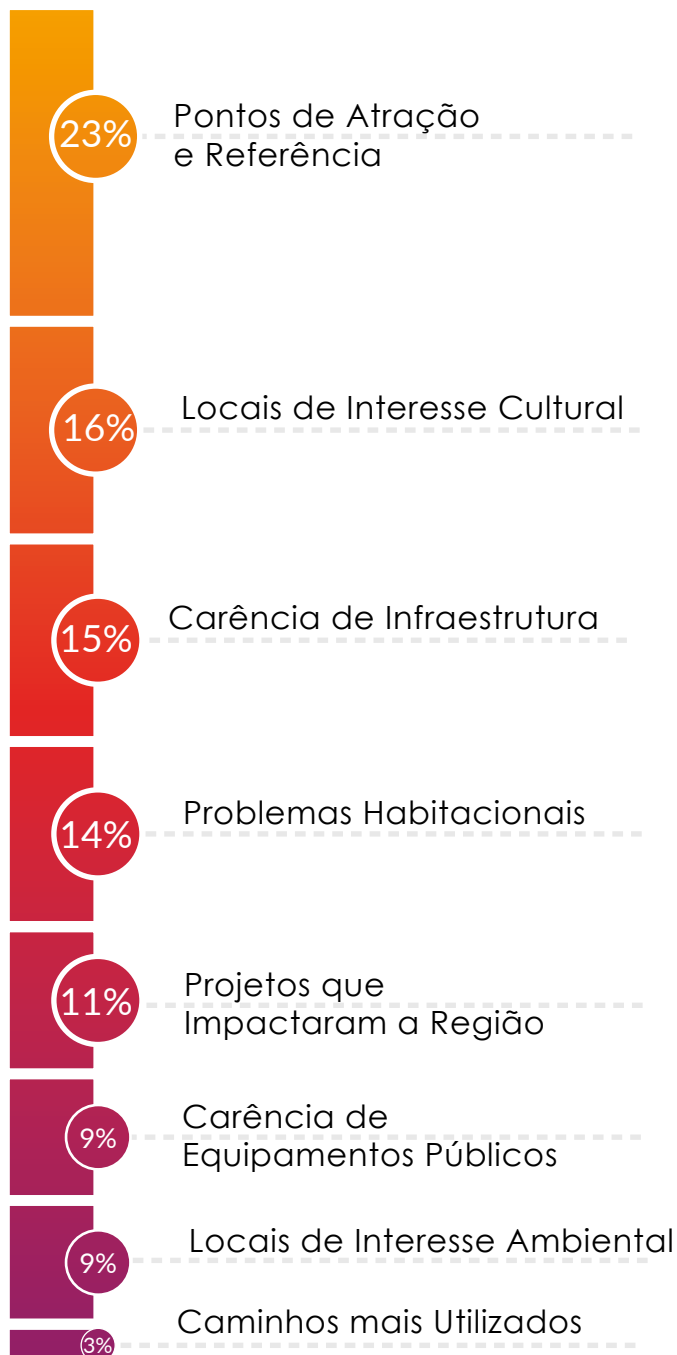 23%
Pontos de Atração
e Referência
16%
Locais de Interesse Cultural
15%
Carência de Infraestrutura
14%
Problemas Habitacionais
11%
Projetos que
Impactaram a Região
9%
Carência de
Equipamentos Públicos
9%
Locais de Interesse Ambiental
3%
Caminhos mais Utilizados